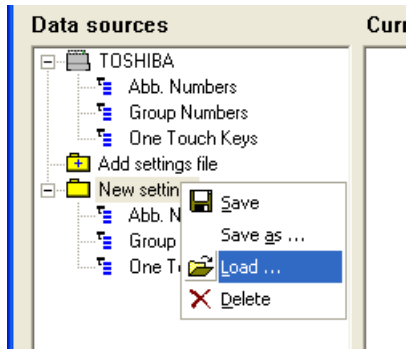 Data sources
Curr
TOSHIBA
Abb. Numbers
Group Numbers
One Touch Keys
Add settings file
New settin
Abb. N
Group
One T
Save
Save as ...
Load ...
Delete